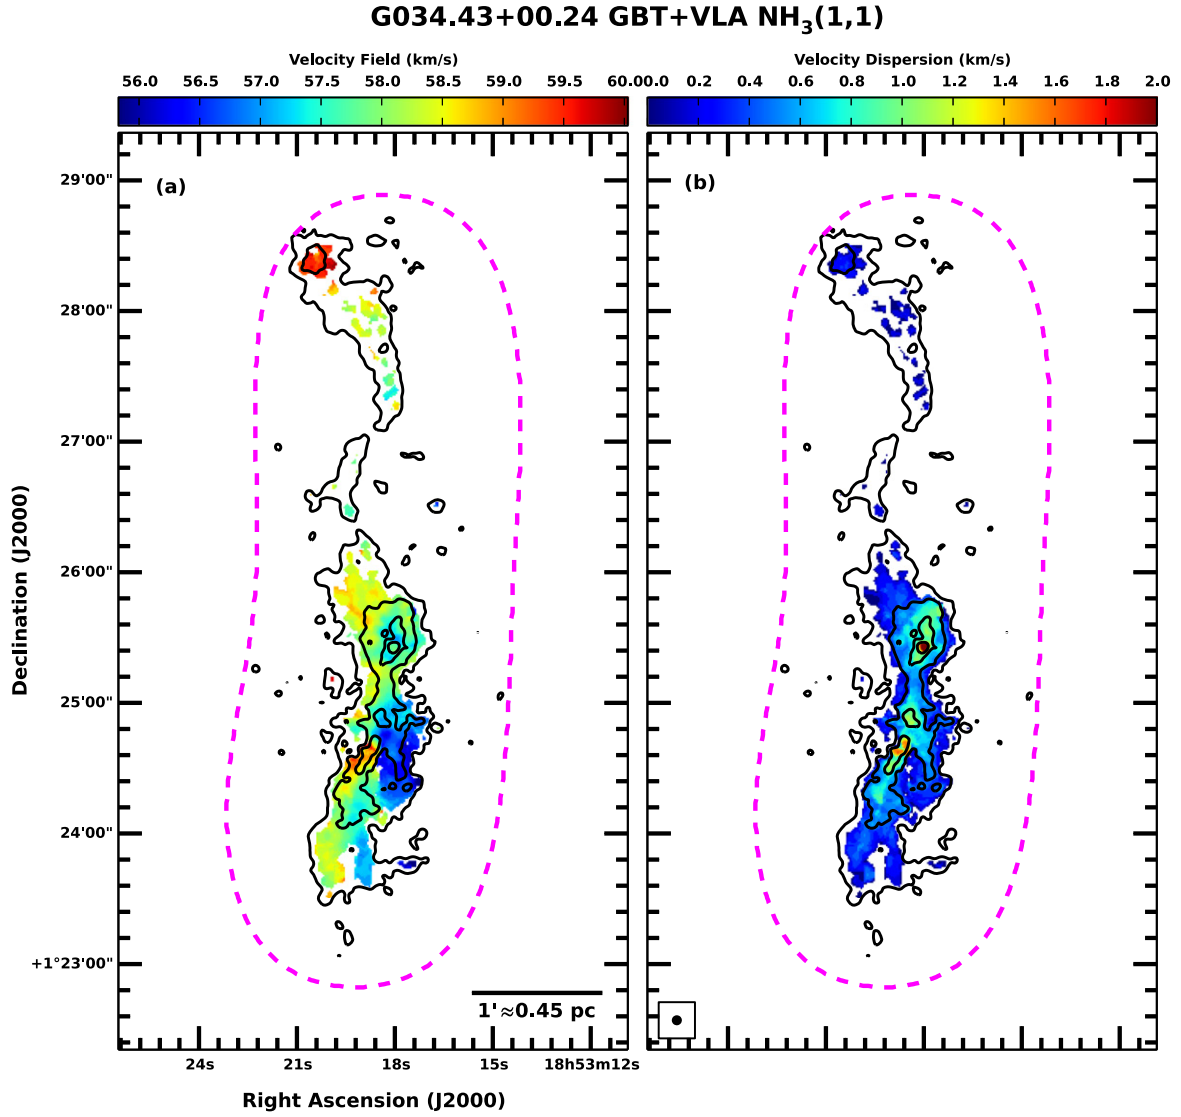 G034.43+00.24 GBT+VLA NH3(1,1)
Velocity Field (km/s)
56.0 56.5 57.0 57.5 58.0 58.5 59.0 59.5 60.0
Velocity Dispersion (km/s)
0.0 0.2 0.4 0.6 0.8 1.0 1.2 1.4 1.6 1.8 2.0
(a)
(b)
29'00"
28'00"
27'00"
26'00"
25'00"
24'00"
+1°23'00"
Declination (J2000)
1'≈0.45 pc
24s 21s 18s 15s 18h53m12s
Right Ascension (J2000)